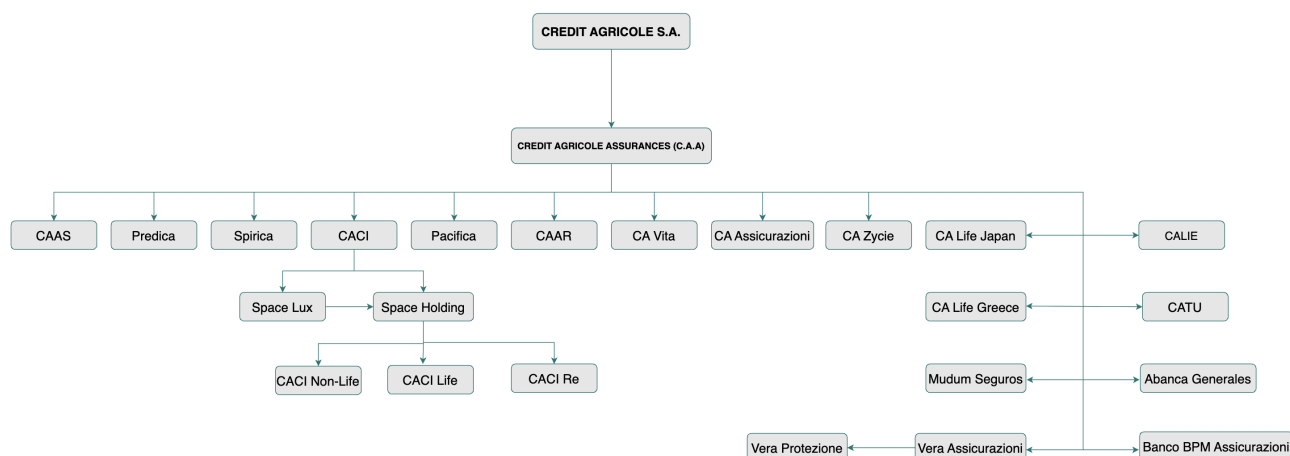 CREDIT AGRICOLE S.A.
CREDIT AGRICOLE ASSURANCES (C.A.A)
CAAS
Predica
Spirica
CACI
Pacifica
CAAR
CA Vita
CA Assicurazioni
CA Zycie
CA Life Japan
CALIE
Space Lux
Space Holding
CA Life Greece
CATU
CACI Non-Life
CACI Life
CACI Re
Mudum Seguros
Abanca Generales
Vera Protezione
Vera Assicurazioni
Banco BPM Assicurazioni